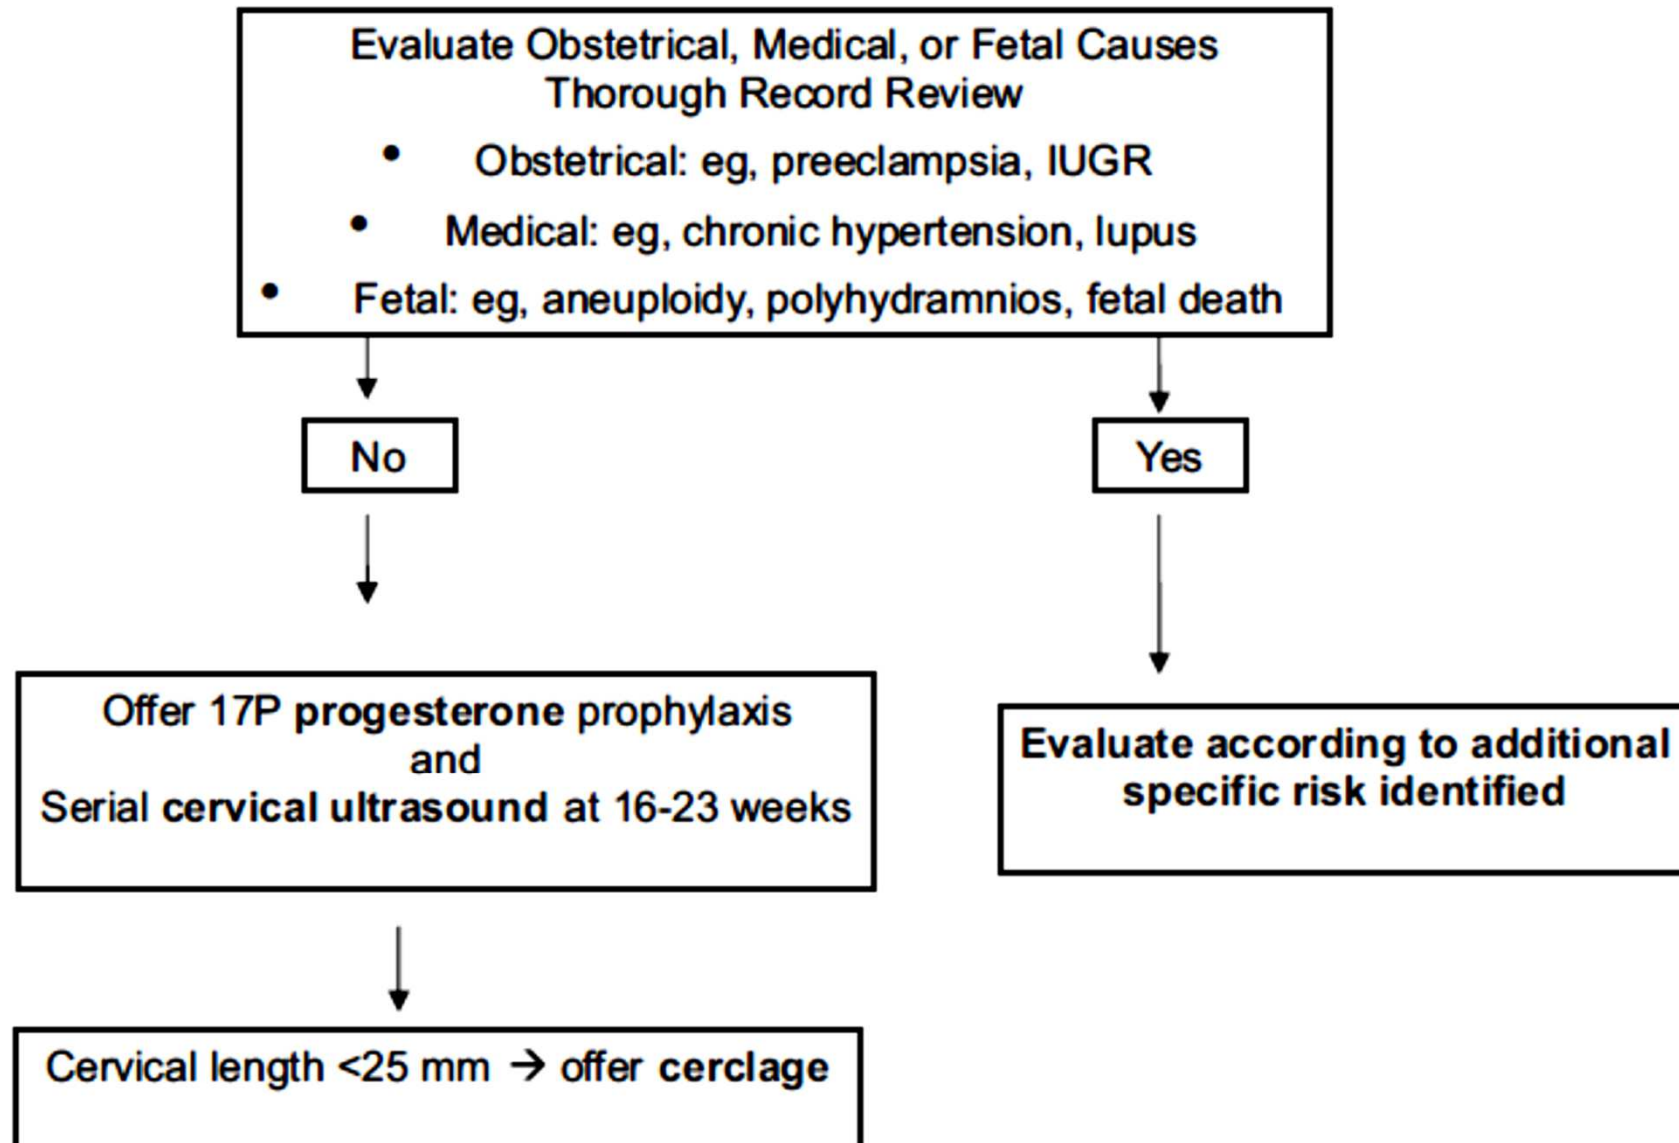 Evaluate Obstetrical, Medical, or Fetal Causes
Thorough Record Review
• Obstetrical: eg, preeclampsia, IUGR
• Medical: eg, chronic hypertension, lupus
• Fetal: eg, aneuploidy, polyhydramnios, fetal death
No
Yes
Offer 17P progesterone prophylaxis
and
Serial cervical ultrasound at 16-23 weeks
Evaluate according to additional
specific risk identified
Cervical length <25 mm → offer cerclage